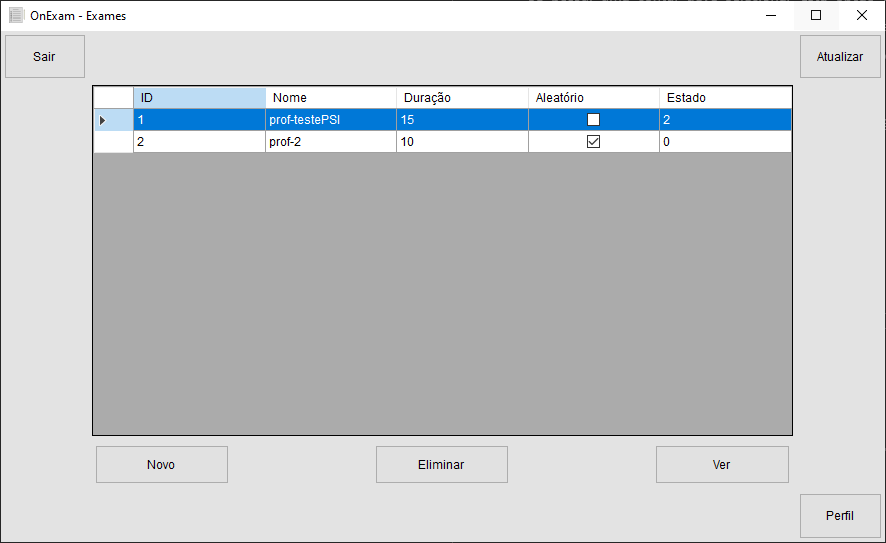 OnExam - Exames
Sair
Atualizar
ID Nome Duração Aleatório Estado
1 prof-testePSI 15 2
2 prof-2 10 0
Novo Eliminar Ver
Perfil